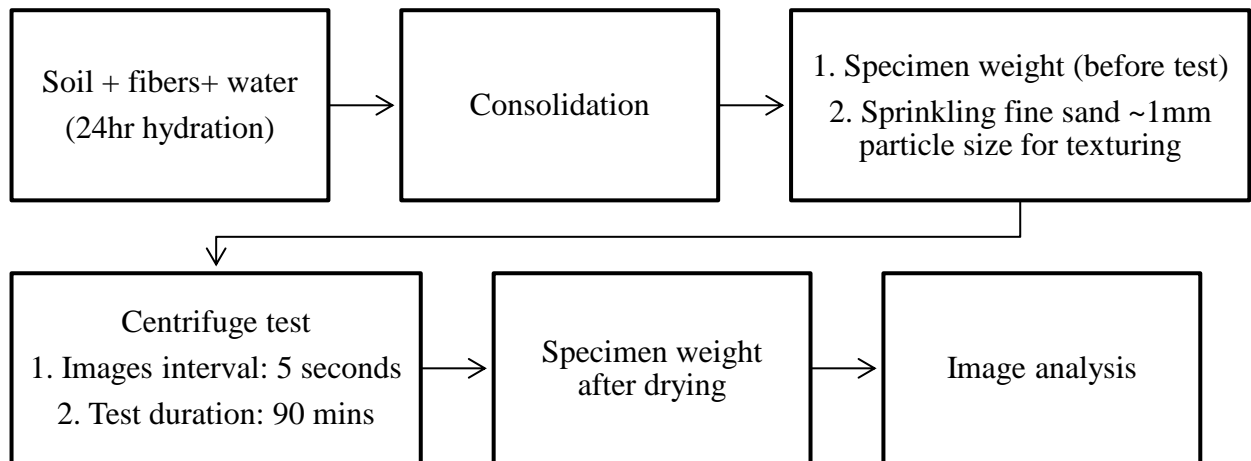 Soil + fibers+ water
(24hr hydration)
Consolidation
1. Specimen weight (before test)
2. Sprinkling fine sand ~1mm
particle size for texturing
Centrifuge test
1. Images interval: 5 seconds
2. Test duration: 90 mins
Specimen weight
after drying
Image analysis